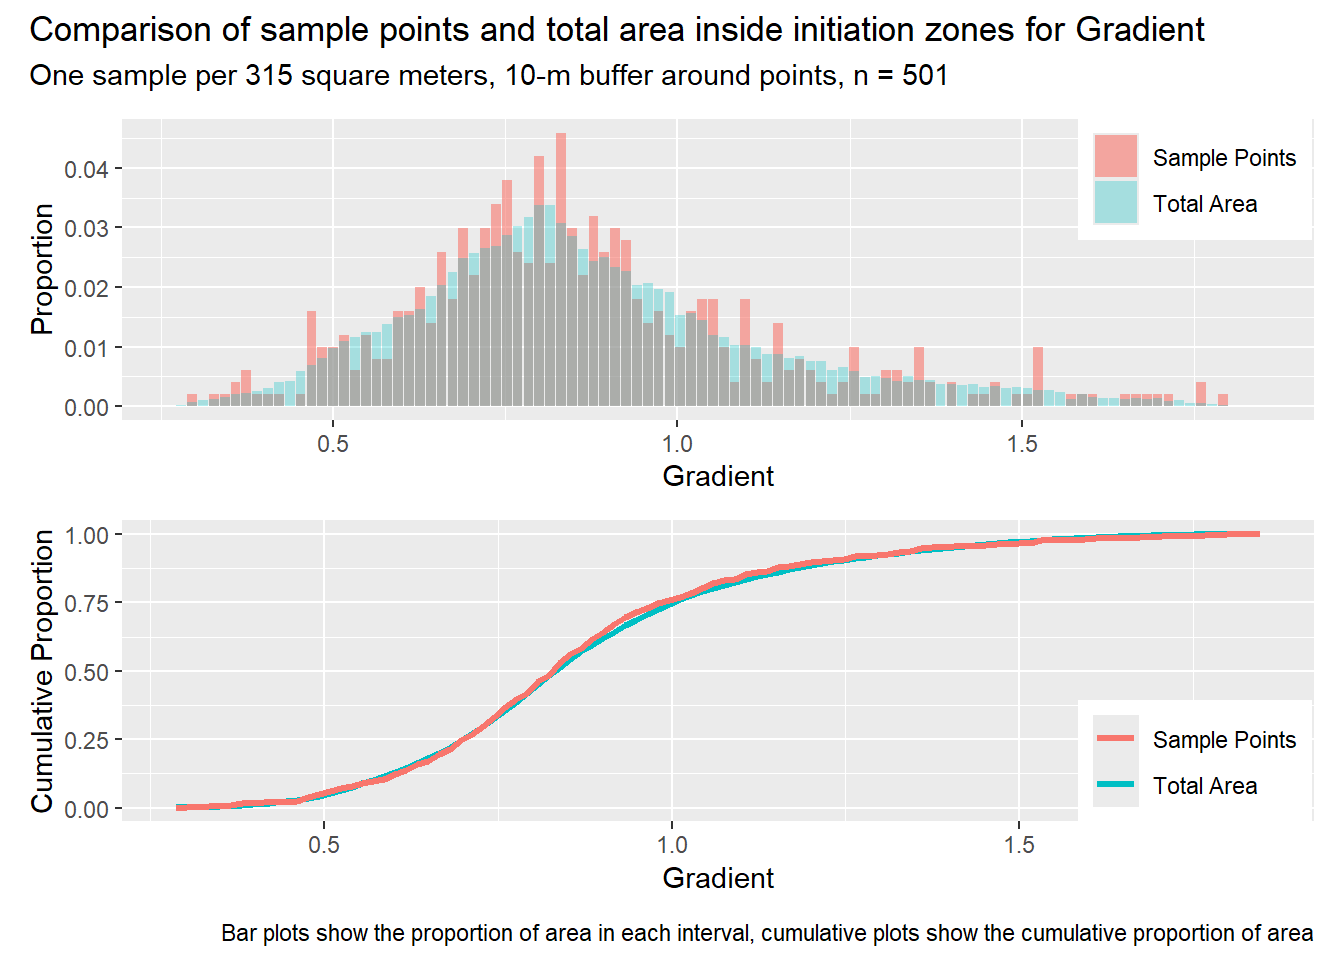 Comparison of sample points and total area inside initiation zones for Gradient
One sample per 315 square meters, 10-m buffer around points, n = 501
Proportion
0.04
0.03
0.02
0.01
0.00
Sample Points
Total Area
0.5 1.0 1.5
Gradient
Cumulative Proportion
1.00
0.75
0.50
0.25
0.00
Sample Points
Total Area
0.5 1.0 1.5
Gradient
Bar plots show the proportion of area in each interval, cumulative plots show the cumulative proportion of area